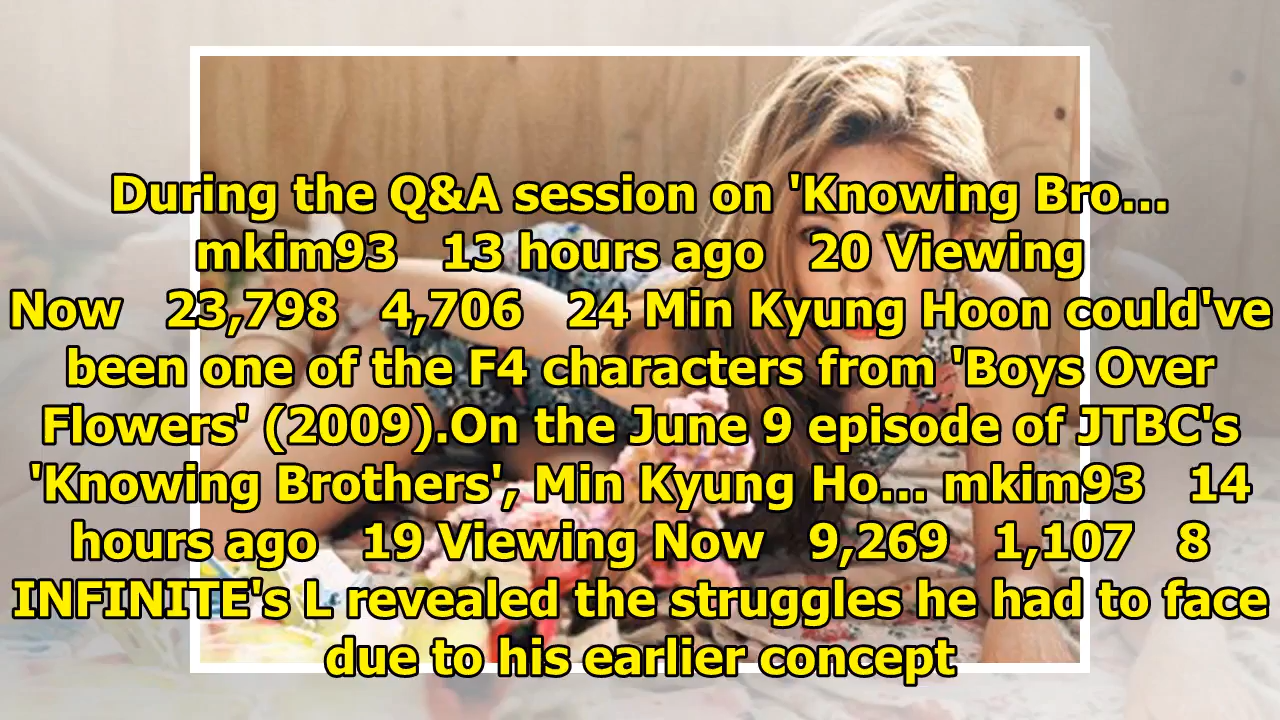 During the Q&A session on 'Knowing Bro...
mkim93 13 hours ago 20 Viewing
Now 23,798 4,706 24 Min Kyung Hoon could've
been one of the F4 characters from 'Boys Over
Flowers' (2009).On the June 9 episode of JTBC's
'Knowing Brothers', Min Kyung Ho... mkim93 14
hours ago 19 Viewing Now 9,269 1,107 8
INFINITE's L revealed the struggles he had to face
due to his earlier concept